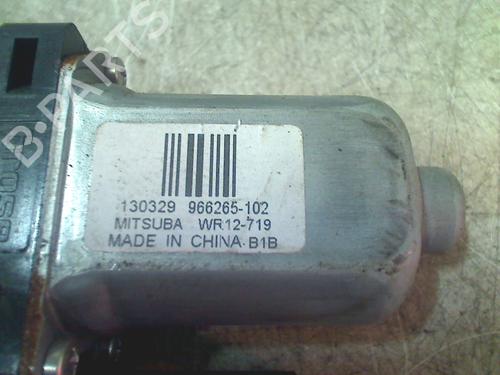 130329 966265-102
MITSUBA WR12-719
MADE IN CHINA B1B
B-PARTS